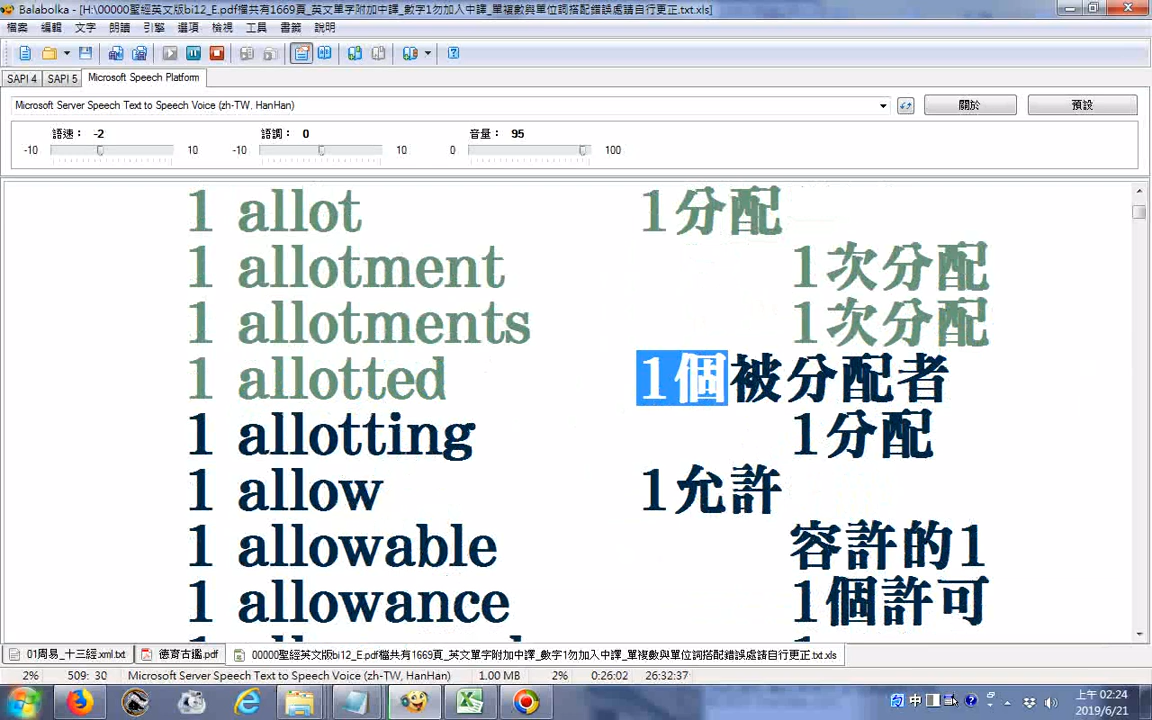 Balabolka - [H:\00000聖經英文版bi12_E.pdf檔共有1669頁_英文單字附加中譯_數字1勿加入中譯_單複數與單位詞搭配錯誤處請自行更正.txt.xls]
檔案 編輯 文字 朗讀 引擎 選項 檢視 工具 書籤 說明
SAPI 4 SAPI 5 Microsoft Speech Platform
Microsoft Server Speech Text to Speech Voice (zh-TW, HanHan) 關於 預設
語速： -2 語調： 0 音量： 95
-10 10 -10 10 0 100
1 allot 1分配
1 allotment 1次分配
1 allotments 1次分配
1 allotted 1個被分配者
1 allotting 1分配
1 allow 1允許
1 allowable 容許的1
1 allowance 1個許可
01周易_十三經.xml.txt 德育古鑑.pdf 00000聖經英文版bi12_E.pdf檔共有1669頁_英文單字附加中譯_數字1勿加入中譯_單複數與單位詞搭配錯誤處請自行更正.txt.xls
2% 509: 30 Microsoft Server Speech Text to Speech Voice (zh-TW, HanHan) 1.00 MB 2% 0:26:02 26:32:37
中 上午 02:24
2019/6/21